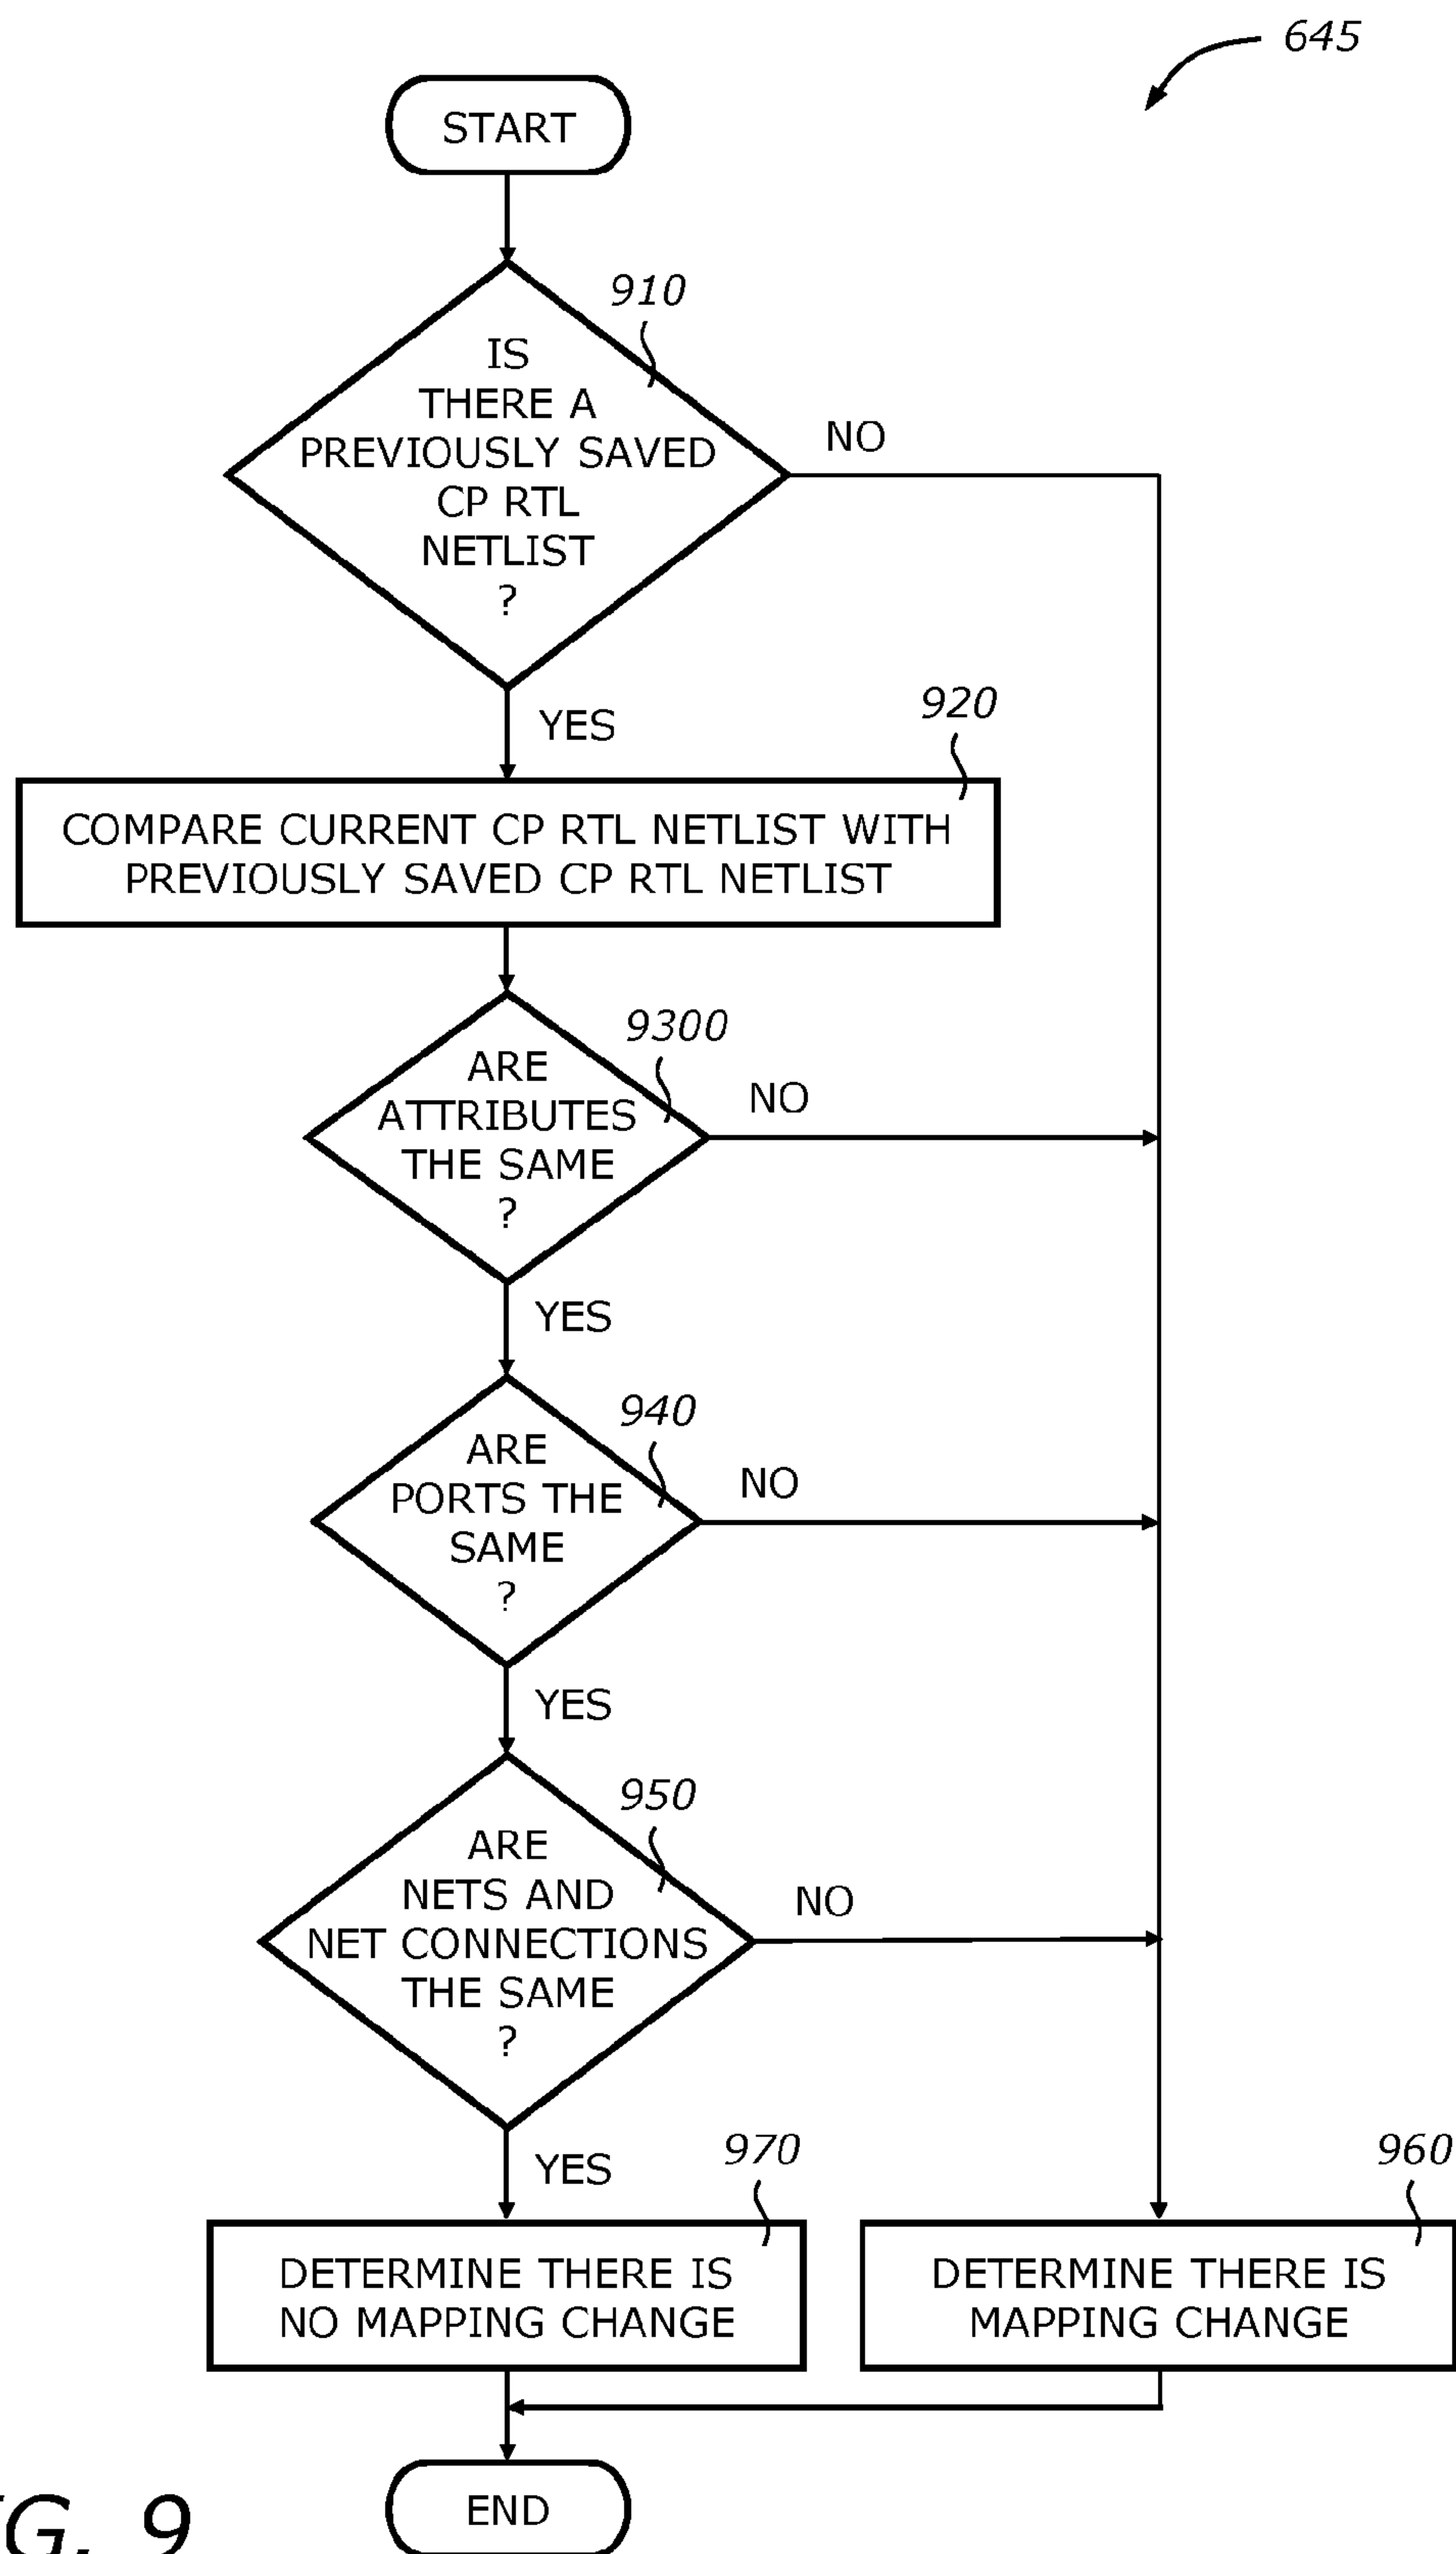 645
START
910
IS
THERE A
PREVIOUSLY SAVED
CP RTL
NETLIST
?
NO
YES
920
COMPARE CURRENT CP RTL NETLIST WITH
PREVIOUSLY SAVED CP RTL NETLIST
9300
ARE
ATTRIBUTES
THE SAME
?
NO
YES
940
ARE
PORTS THE
SAME
?
NO
YES
950
ARE
NETS AND
NET CONNECTIONS
THE SAME
?
NO
YES
970
DETERMINE THERE IS
NO MAPPING CHANGE
960
DETERMINE THERE IS
MAPPING CHANGE
END
G. 9